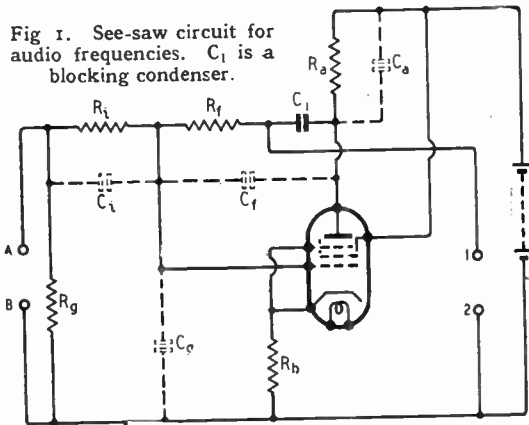 Fig 1. See-saw circuit for
audio frequencies. C1 is a
blocking condenser.
Ra
Ca
Ri
Rf
C1
Ci
Cf
A
B
Rg
Cg
Rb
1
2